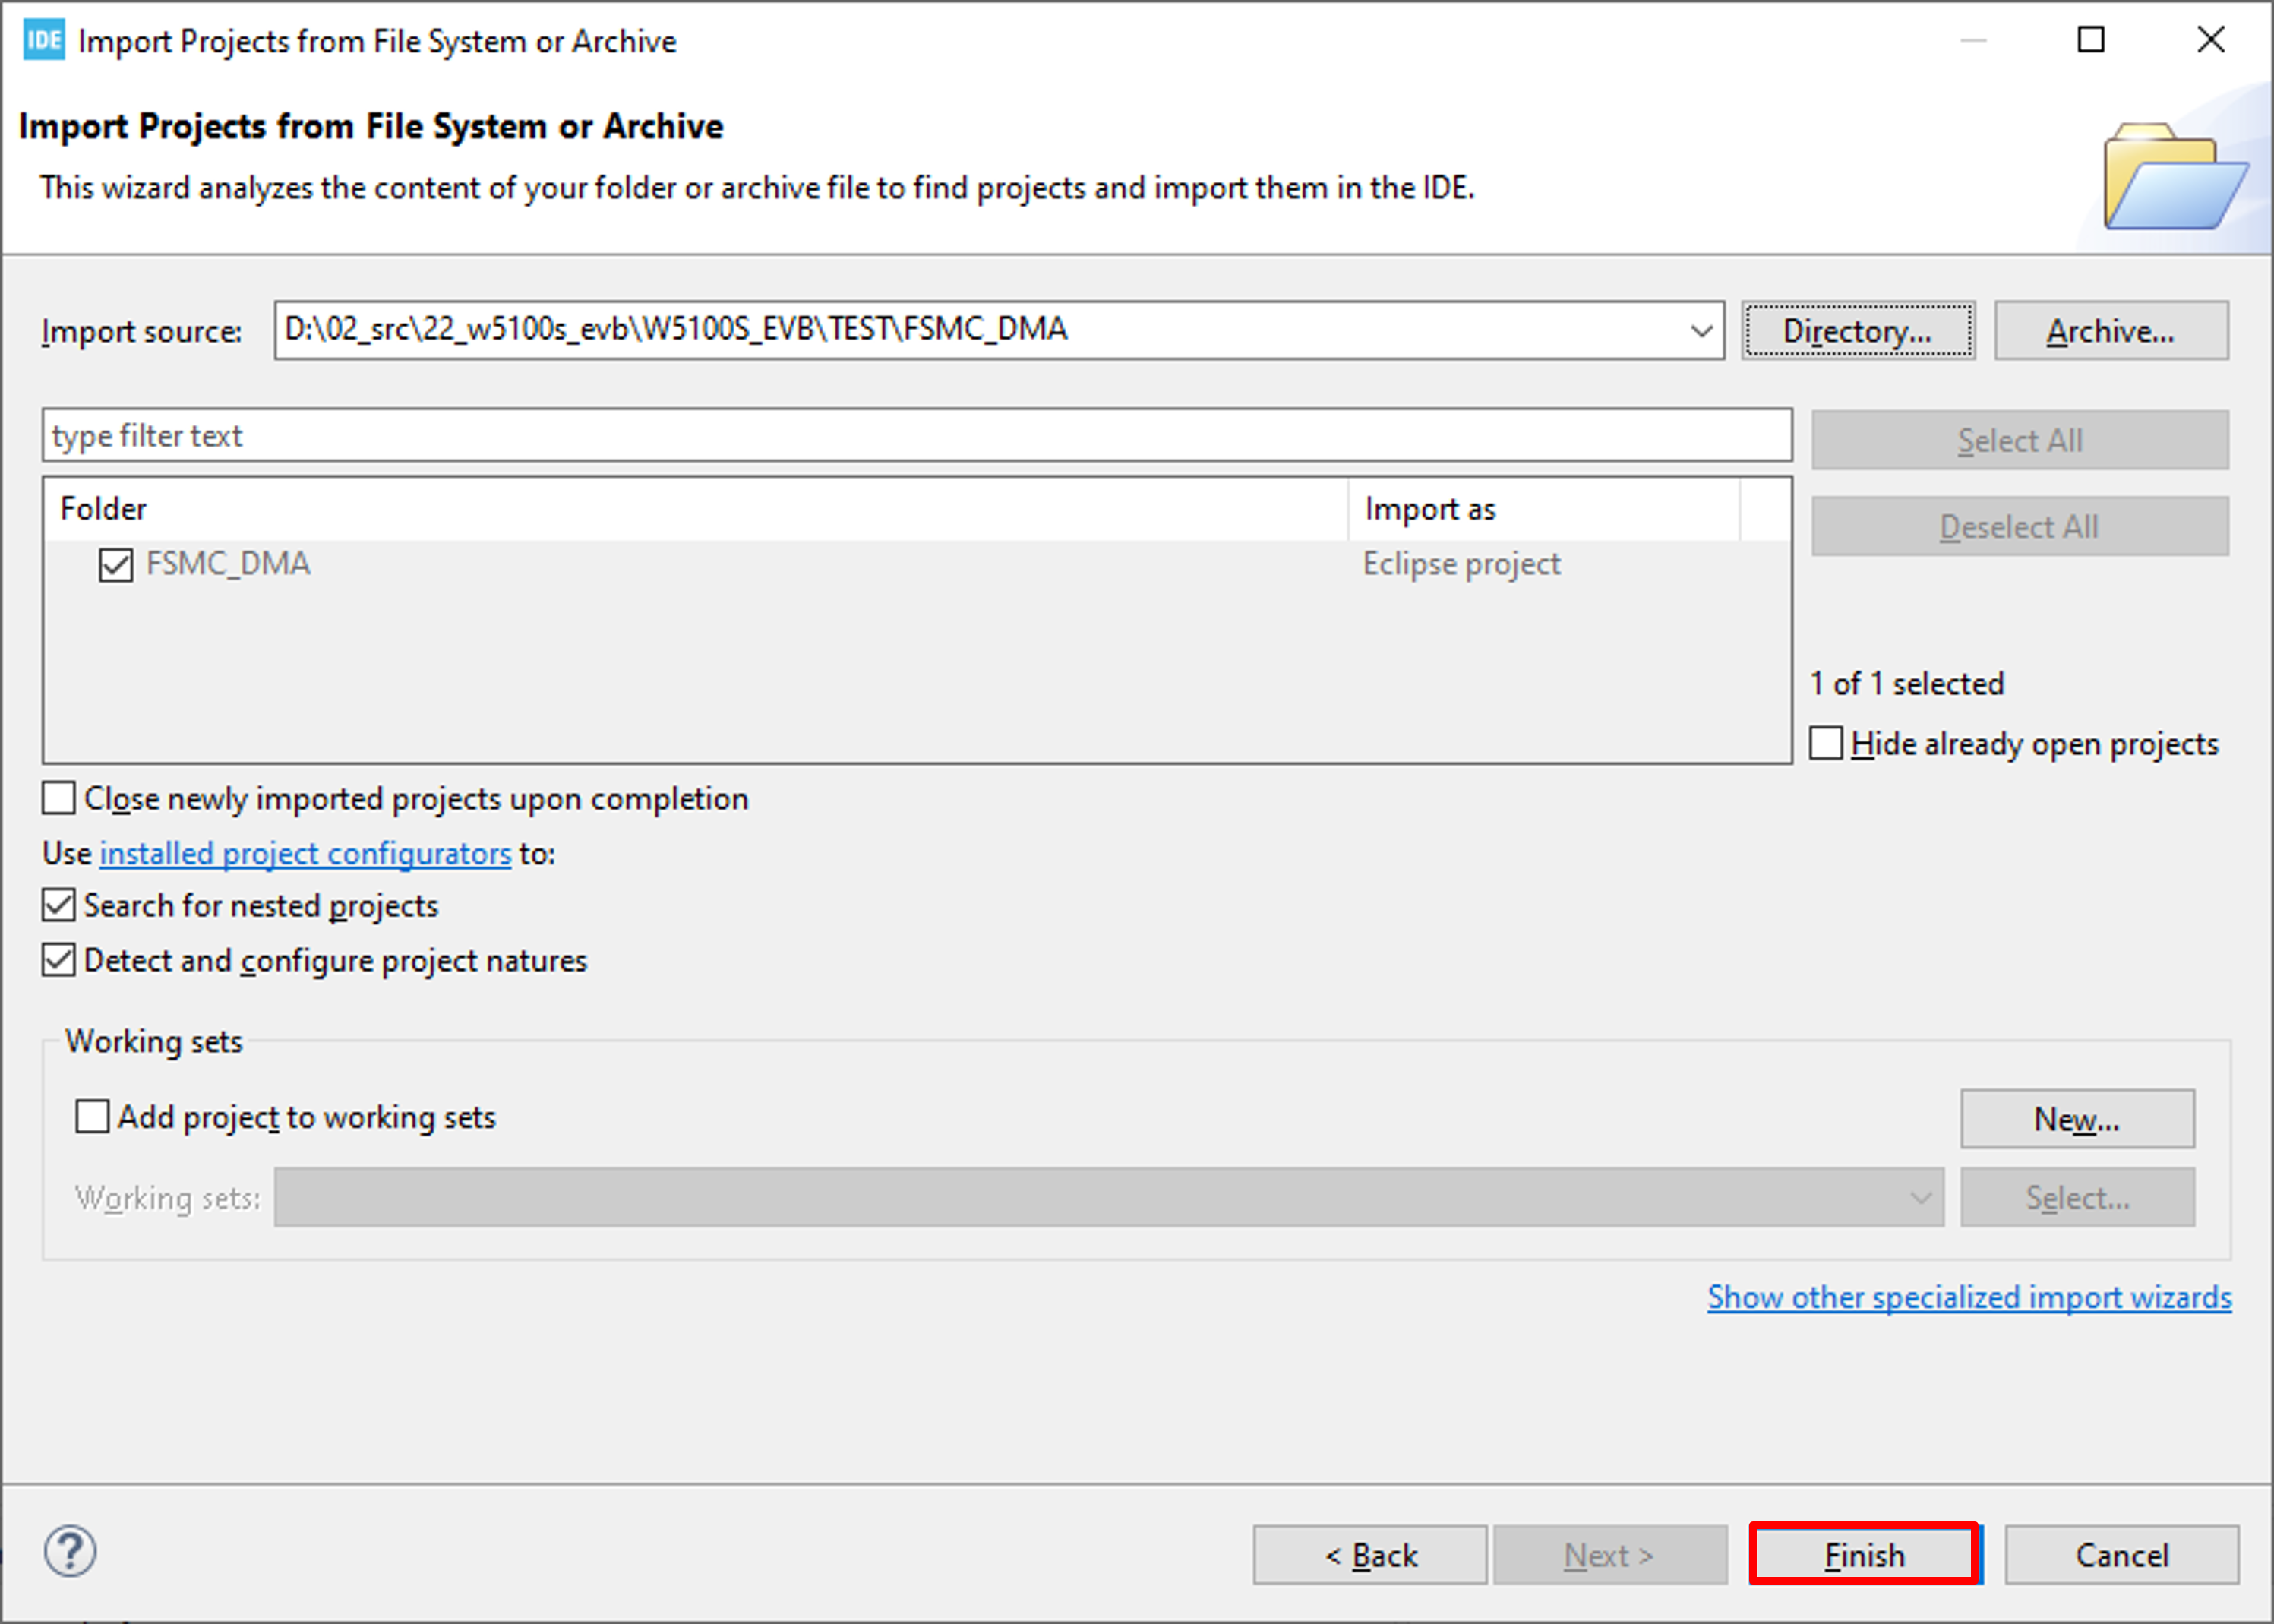 IDE Import Projects from File System or Archive
Import Projects from File System or Archive
This wizard analyzes the content of your folder or archive file to find projects and import them in the IDE.
Import source: D:\02_src\22_w5100s_evb\W5100S_EVB\TEST\FSMC_DMA Directory... Archive...
type filter text Select All
Folder Import as
Deselect All
FSMC_DMA Eclipse project
1 of 1 selected
Hide already open projects
Close newly imported projects upon completion
Use installed project configurators to:
Search for nested projects
Detect and configure project natures
Working sets
Add project to working sets New...
Working sets: Select...
Show other specialized import wizards
? < Back Next > Finish Cancel